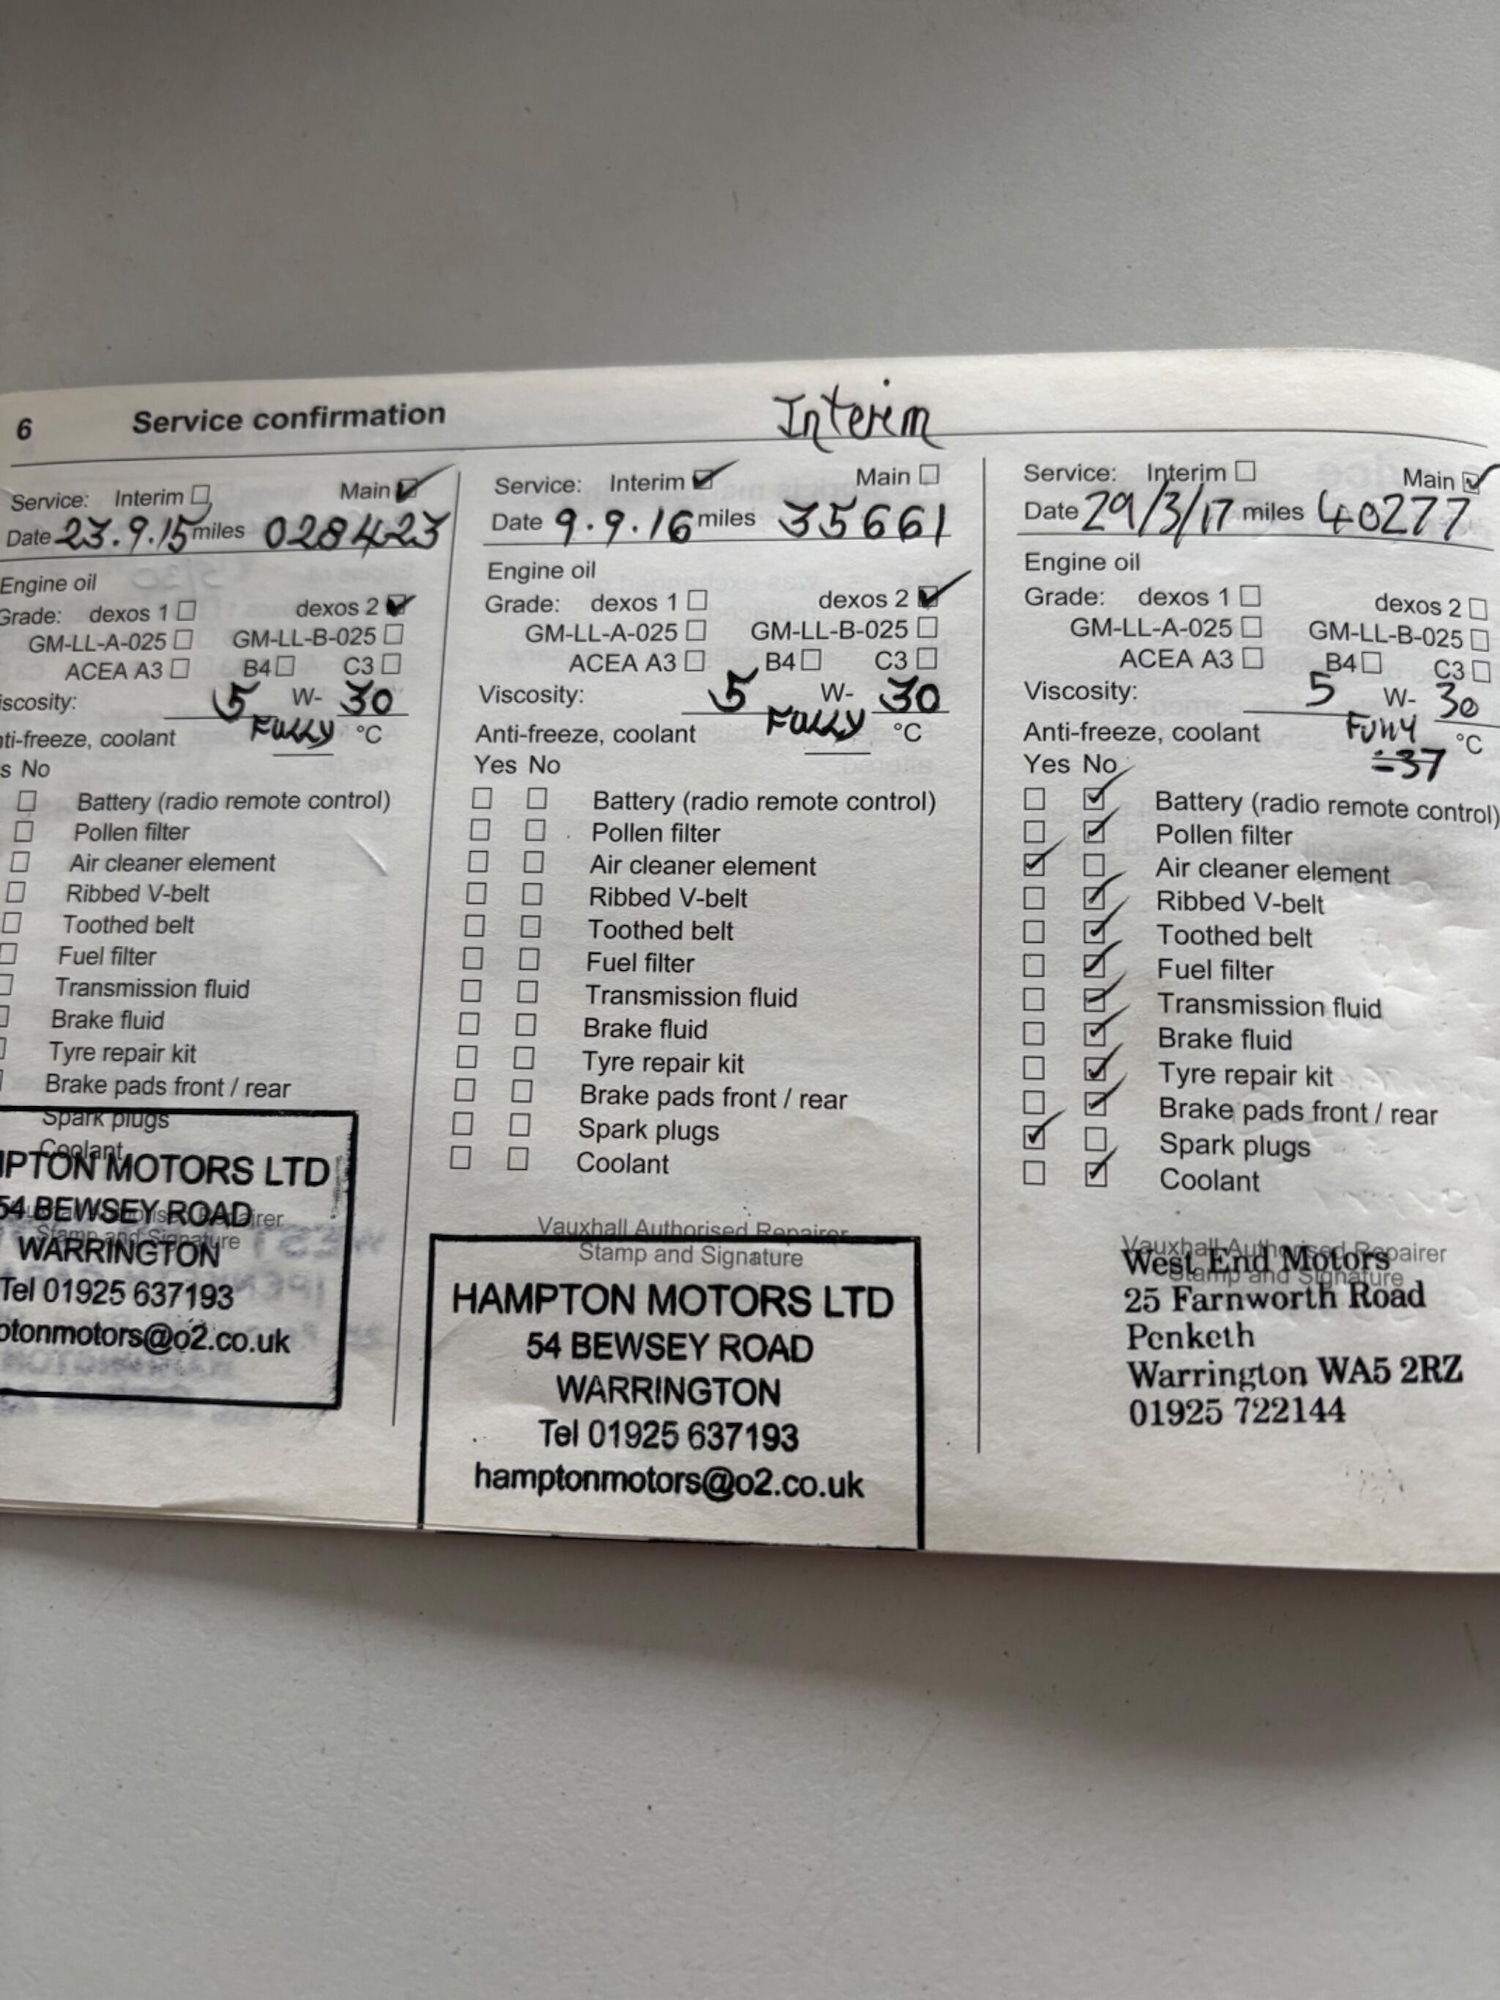 6 Service confirmation Interim
Service: Interim ☐ Main ☑
Date 23.9.15 miles 028423
Engine oil
Grade: dexos 1 ☐ dexos 2 ☑
GM-LL-A-025 ☐ GM-LL-B-025 ☐
ACEA A3 ☐ B4 ☐ C3 ☐
iscosity: 5 W- 30
nti-freeze, coolant FULLY °C
s No
☐ Battery (radio remote control)
☐ Pollen filter
☐ Air cleaner element
☐ Ribbed V-belt
☐ Toothed belt
☐ Fuel filter
☐ Transmission fluid
☐ Brake fluid
☐ Tyre repair kit
☐ Brake pads front / rear
Spark plugs
Coolant
PTON MOTORS LTD
54 BEWSEY ROAD
WARRINGTON
Tel 01925 637193
ptonmotors@o2.co.uk
Service: Interim ☑ Main ☐
Date 9.9.16 miles 35661
Engine oil
Grade: dexos 1 ☐ dexos 2 ☑
GM-LL-A-025 ☐ GM-LL-B-025 ☐
ACEA A3 ☐ B4 ☐ C3 ☐
Viscosity: 5 W- 30
Anti-freeze, coolant FULLY °C
Yes No
☐ ☐ Battery (radio remote control)
☐ ☐ Pollen filter
☐ ☐ Air cleaner element
☐ ☐ Ribbed V-belt
☐ ☐ Toothed belt
☐ ☐ Fuel filter
☐ ☐ Transmission fluid
☐ ☐ Brake fluid
☐ ☐ Tyre repair kit
☐ ☐ Brake pads front / rear
☐ ☐ Spark plugs
☐ ☐ Coolant
Vauxhall Authorised Repairer
Stamp and Signature
HAMPTON MOTORS LTD
54 BEWSEY ROAD
WARRINGTON
Tel 01925 637193
hamptonmotors@o2.co.uk
Service: Interim ☐ Main ☑
Date 29/3/17 miles 40277
Engine oil
Grade: dexos 1 ☐ dexos 2 ☐
GM-LL-A-025 ☐ GM-LL-B-025 ☐
ACEA A3 ☐ B4 ☐ C3 ☐
Viscosity: 5 W- 30
Anti-freeze, coolant Fully °C
Yes No -37
☐ ☑ Battery (radio remote control)
☐ ☑ Pollen filter
☑ ☐ Air cleaner element
☐ ☑ Ribbed V-belt
☐ ☑ Toothed belt
☐ ☑ Fuel filter
☐ ☑ Transmission fluid
☐ ☑ Brake fluid
☐ ☑ Tyre repair kit
☐ ☑ Brake pads front / rear
☑ ☐ Spark plugs
☐ ☑ Coolant
Vauxhall Authorised Repairer
Stamp and Signature
West End Motors
25 Farnworth Road
Penketh
Warrington WA5 2RZ
01925 722144